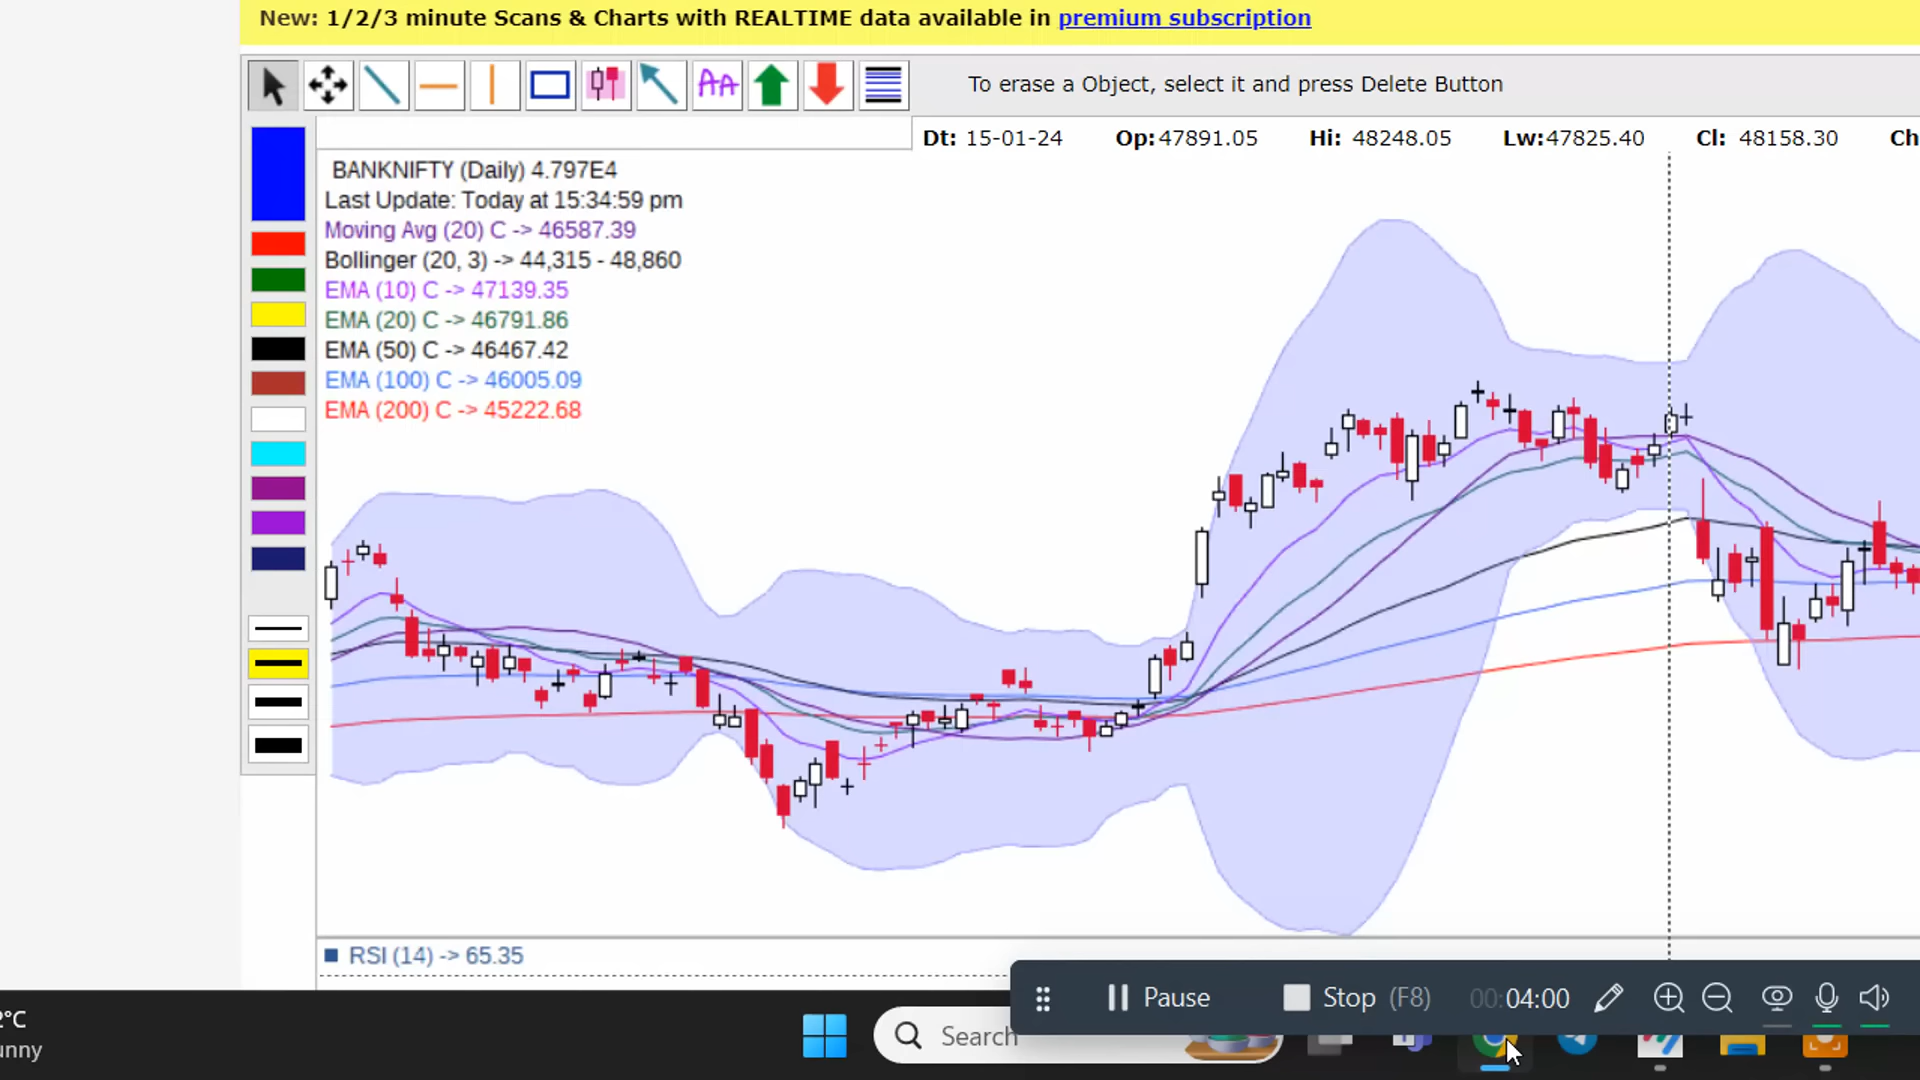 New: 1/2/3 minute Scans & Charts with REALTIME data available in premium subscription
AA
To erase a Object, select it and press Delete Button
Dt: 15-01-24 Op:47891.05 Hi: 48248.05 Lw:47825.40 Cl: 48158.30 Ch
BANKNIFTY (Daily) 4.797E4
Last Update: Today at 15:34:59 pm
Moving Avg (20) C -> 46587.39
Bollinger (20, 3) -> 44,315 - 48,860
EMA (10) C -> 47139.35
EMA (20) C -> 46791.86
EMA (50) C -> 46467.42
EMA (100) C -> 46005.09
EMA (200) C -> 45222.68
RSI (14) -> 65.35
Pause Stop (F8) 00:04:00
2°C
unny
Search